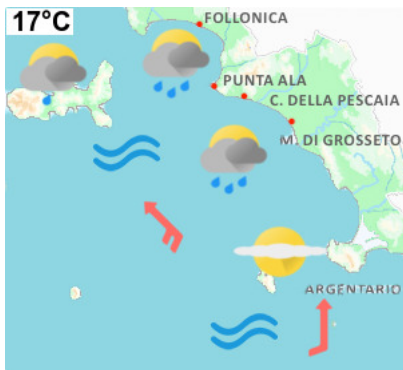 17°C
FOLLONICA
PUNTA ALA
C. DELLA PESCAIA
M. DI GROSSETO
ARGENTARIO